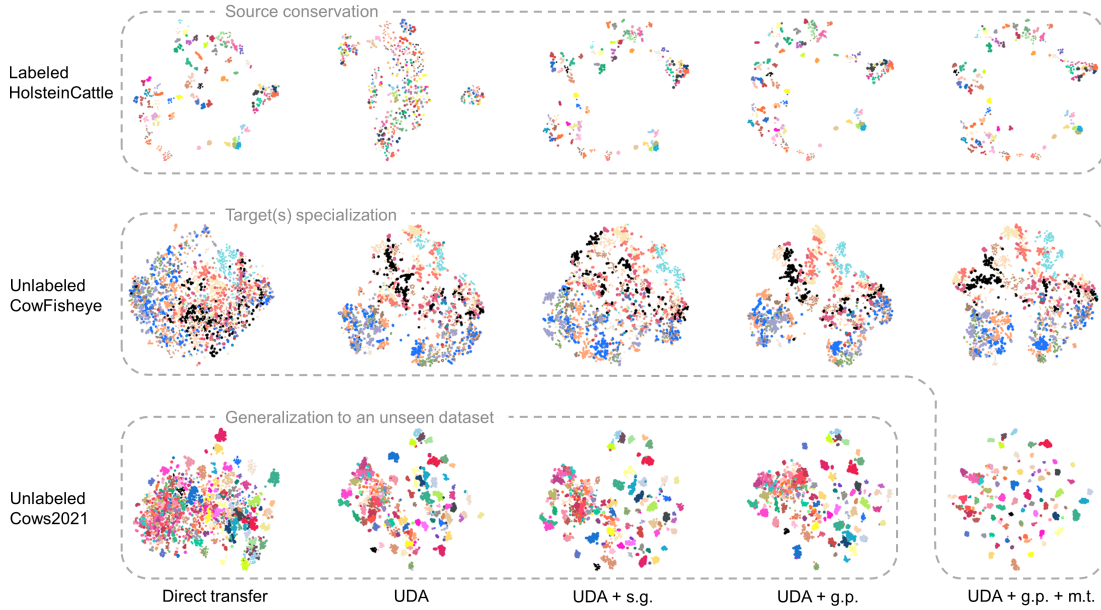 Source conservation
Labeled
HolsteinCattle
Target(s) specialization
Unlabeled
CowFisheye
Generalization to an unseen dataset
Unlabeled
Cows2021
Direct transfer
UDA
UDA + s.g.
UDA + g.p.
UDA + g.p. + m.t.